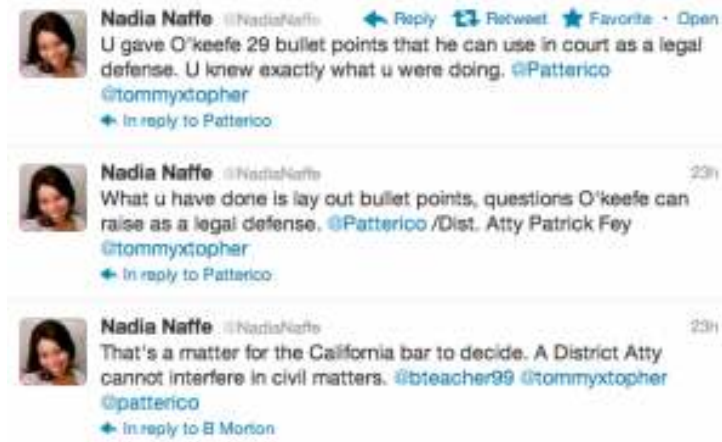 Nadia Naffe @NadiaNaffe Reply Retweet Favorite · Open
U gave O"keefe 29 bullet points that he can use in court as a legal
defense. U knew exactly what u were doing. @Patterico
@tommyxtopher
In reply to Patterico
Nadia Naffe @NadiaNaffe 23h
What u have done is lay out bullet points, questions O'keefe can
raise as a legal defense. @Patterico /Dist. Atty Patrick Fey
@tommyxtopher
In reply to Patterico
Nadia Naffe @NadiaNaffe 23h
That's a matter for the California bar to decide. A District Atty
cannot interfere in civil matters. @bteacher99 @tommyxtopher
@patterico
In reply to B Morton